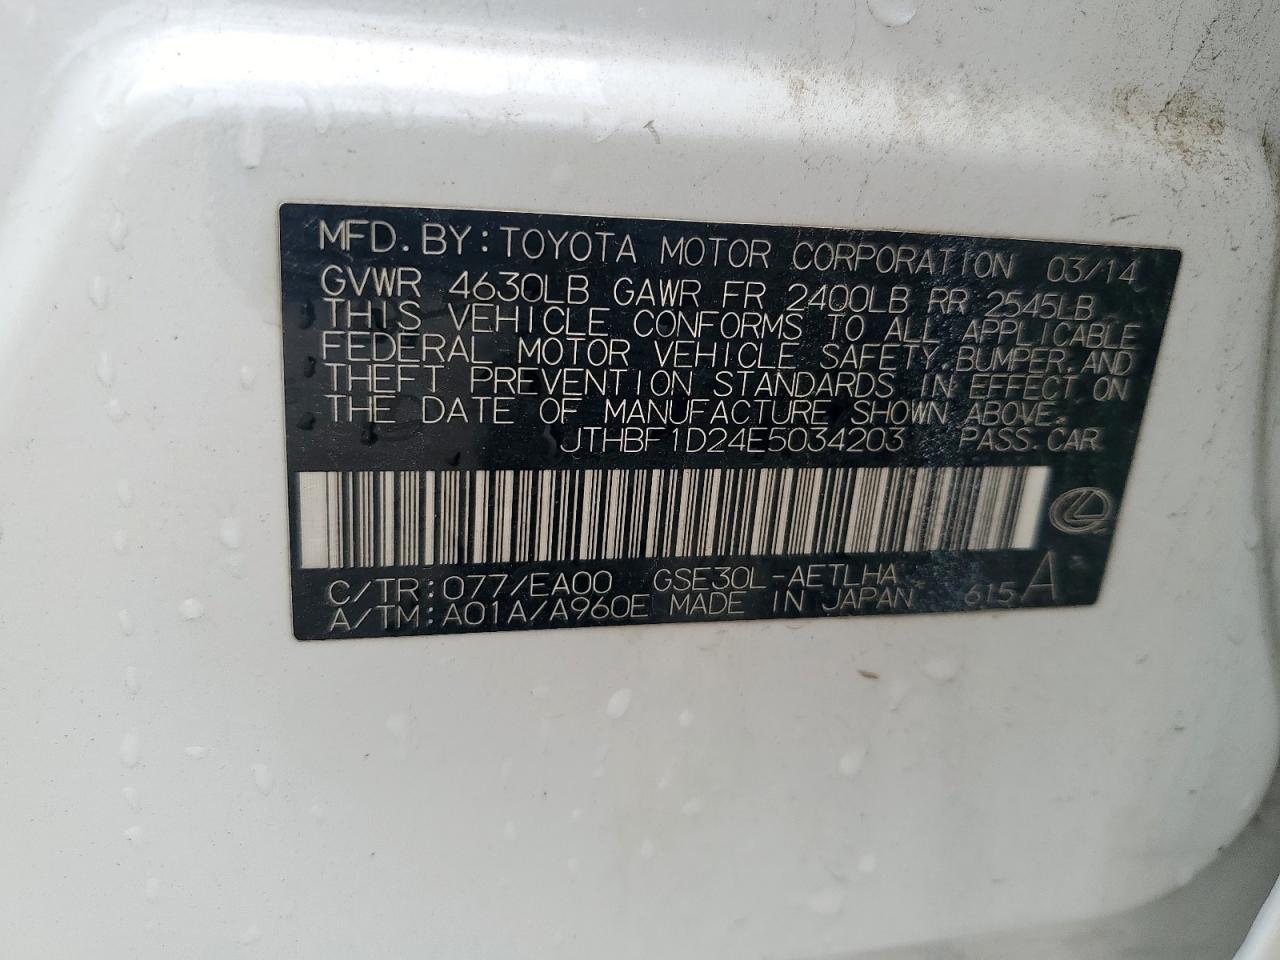 MFD. BY: TOYOTA MOTOR CORPORATION 03/14
GVWR 4630LB GAWR FR 2400LB RR 2545LB
THIS VEHICLE CONFORMS TO ALL APPLICABLE
FEDERAL MOTOR VEHICLE SAFETY, BUMPER, AND
THEFT PREVENTION STANDARDS IN EFFECT ON
THE DATE OF MANUFACTURE SHOWN ABOVE.
JTHBF1D24E5034203 PASS. CAR
C/TR: 077/EA00 GSE30L-AETLHA
A/TM: A01A/A960E MADE IN JAPAN 615 A